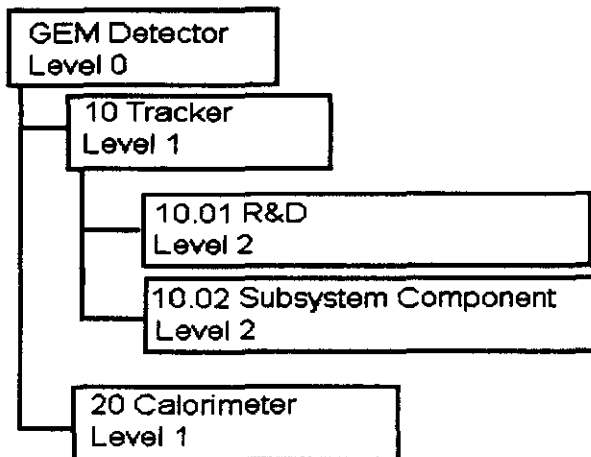 GEM Detector
Level 0
10 Tracker
Level 1
10.01 R&D
Level 2
10.02 Subsystem Component
Level 2
20 Calorimeter
Level 1